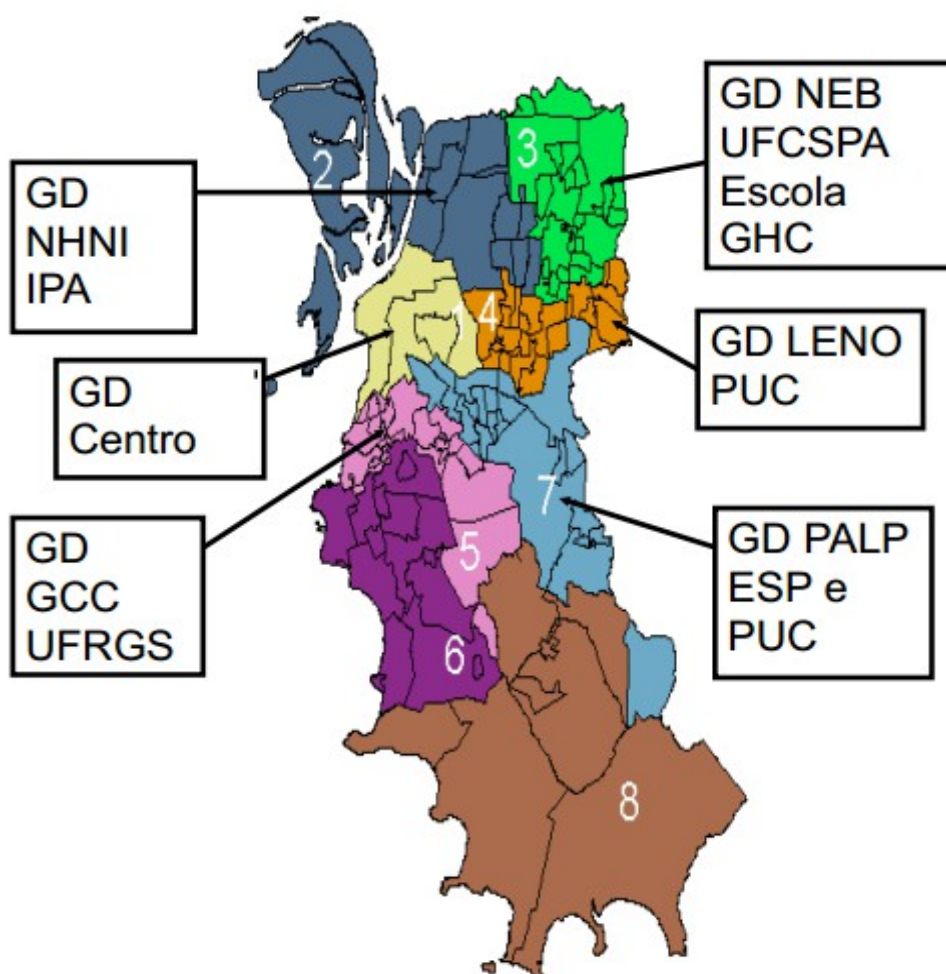 GD NEB
UFCSPA
Escola
GHC
GD
NHNI
IPA
2
3
1
4
GD LENO
PUC
GD
Centro
GD
GCC
UFRGS
7
5
GD PALP
ESP e
PUC
6
8